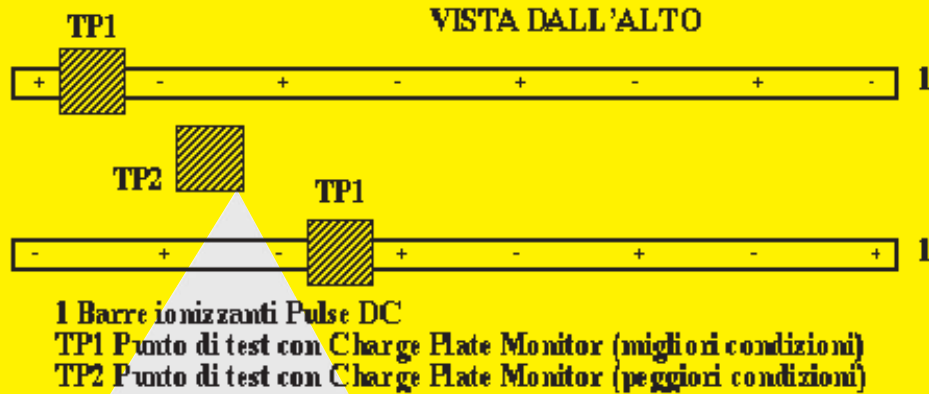 VISTA DALL'ALTO
TP1
+ - + - + - + - 1
TP2
TP1
- + - + - + - + 1
1 Barre ionizzanti Pulse DC
TP1 Punto di test con Charge Plate Monitor (migliori condizioni)
TP2 Punto di test con Charge Plate Monitor (peggiori condizioni)